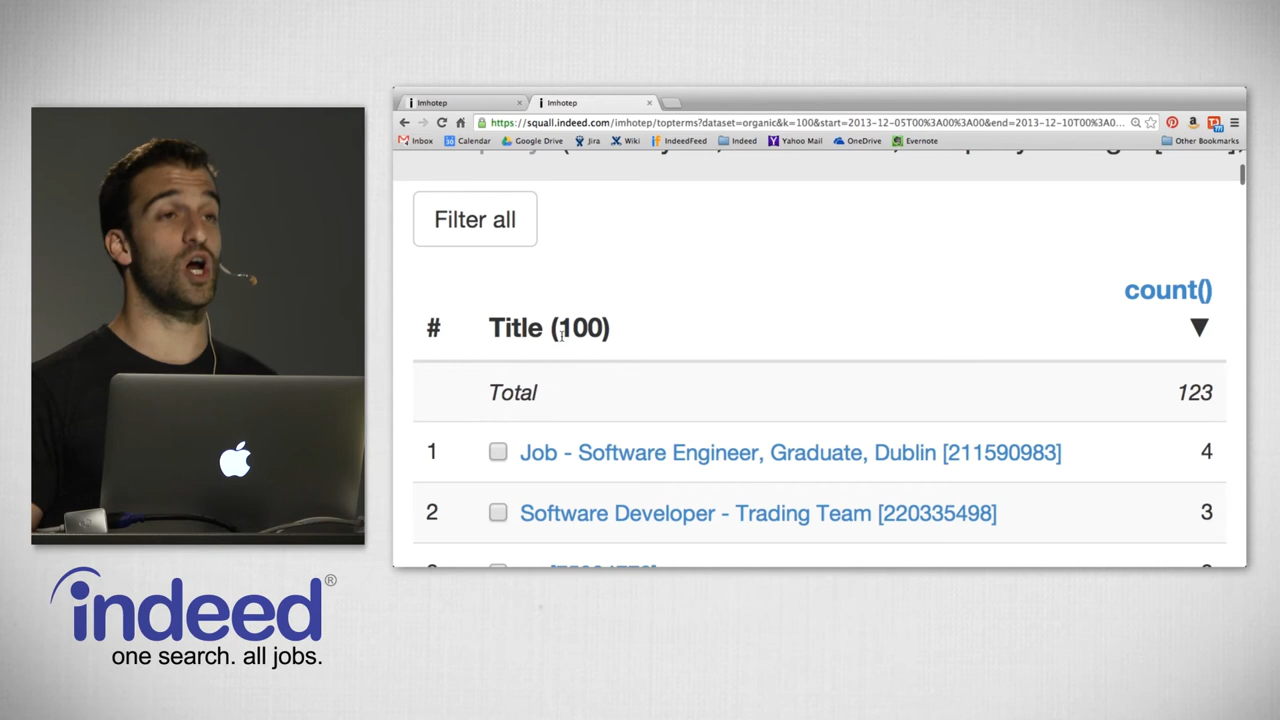 Imhotep
Imhotep
https://squall.indeed.com/imhotep/topterms?dataset=organic&k=100&start=2013-12-05T00%3A00%3A00&end=2013-12-10T00%3A0...
Inbox
Calendar
Google Drive
Jira
Wiki
IndeedFeed
Indeed
Yahoo Mail
OneDrive
Evernote
Other Bookmarks
Filter all
count()
# Title (100) ▼
Total 123
1 Job - Software Engineer, Graduate, Dublin [211590983] 4
2 Software Developer - Trading Team [220335498] 3
indeed®
one search. all jobs.